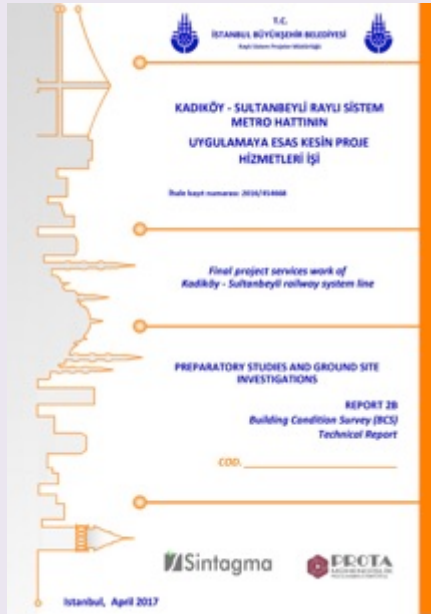 T.C.
İSTANBUL BÜYÜKŞEHİR BELEDİYESİ
Raylı Sistem Projeler Müdürlüğü
KADIKÖY - SULTANBEYLİ RAYLI SİSTEM
METRO HATTININ
UYGULAMAYA ESAS KESİN PROJE
HİZMETLERİ İŞİ
İhale kayıt numarası: 2016/454668
Final project services work of
Kadıköy - Sultanbeyli railway system line
PREPARATORY STUDIES AND GROUND SITE
INVESTIGATIONS
REPORT 2B
Building Condition Survey (BCS)
Technical Report
COD.
Sintagma
PROTA
Istanbul, April 2017